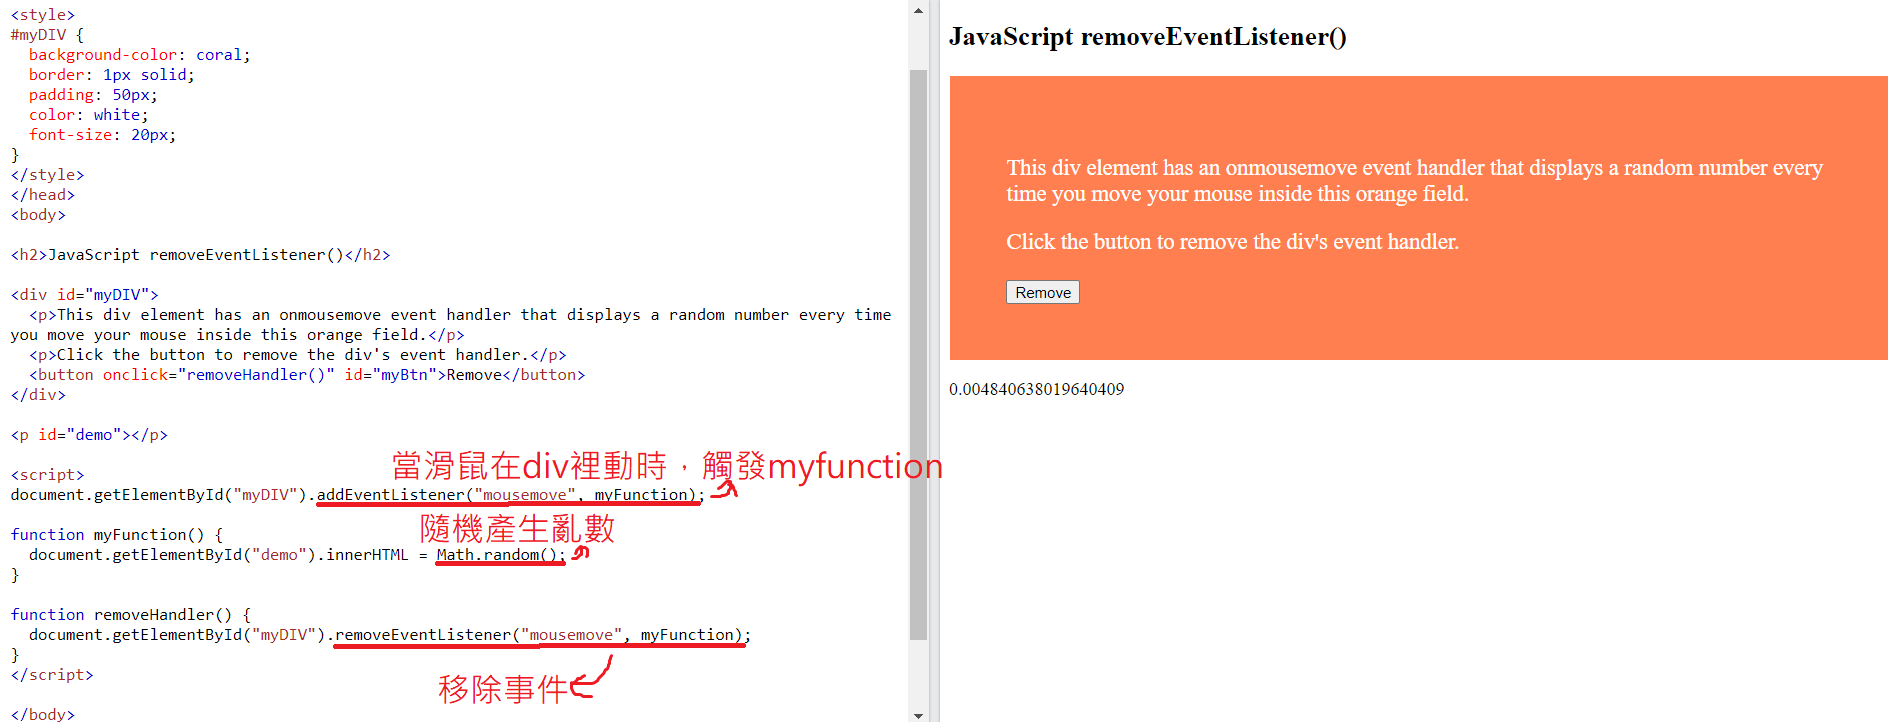 <style>
#myDIV {
  background-color: coral;
  border: 1px solid;
  padding: 50px;
  color: white;
  font-size: 20px;
}
</style>
</head>
<body>
<h2>JavaScript removeEventListener()</h2>
<div id="myDIV">
  <p>This div element has an onmousemove event handler that displays a random number every time
you move your mouse inside this orange field.</p>
  <p>Click the button to remove the div's event handler.</p>
  <button onclick="removeHandler()" id="myBtn">Remove</button>
</div>
<p id="demo"></p>
<script>
當滑鼠在div裡動時，觸發myfunction
document.getElementById("myDIV").addEventListener("mousemove", myFunction);
function myFunction() {
隨機產生亂數
  document.getElementById("demo").innerHTML = Math.random();
}
function removeHandler() {
  document.getElementById("myDIV").removeEventListener("mousemove", myFunction);
}
</script>
移除事件
</body>
JavaScript removeEventListener()
This div element has an onmousemove event handler that displays a random number every
time you move your mouse inside this orange field.
Click the button to remove the div's event handler.
Remove
0.004840638019640409